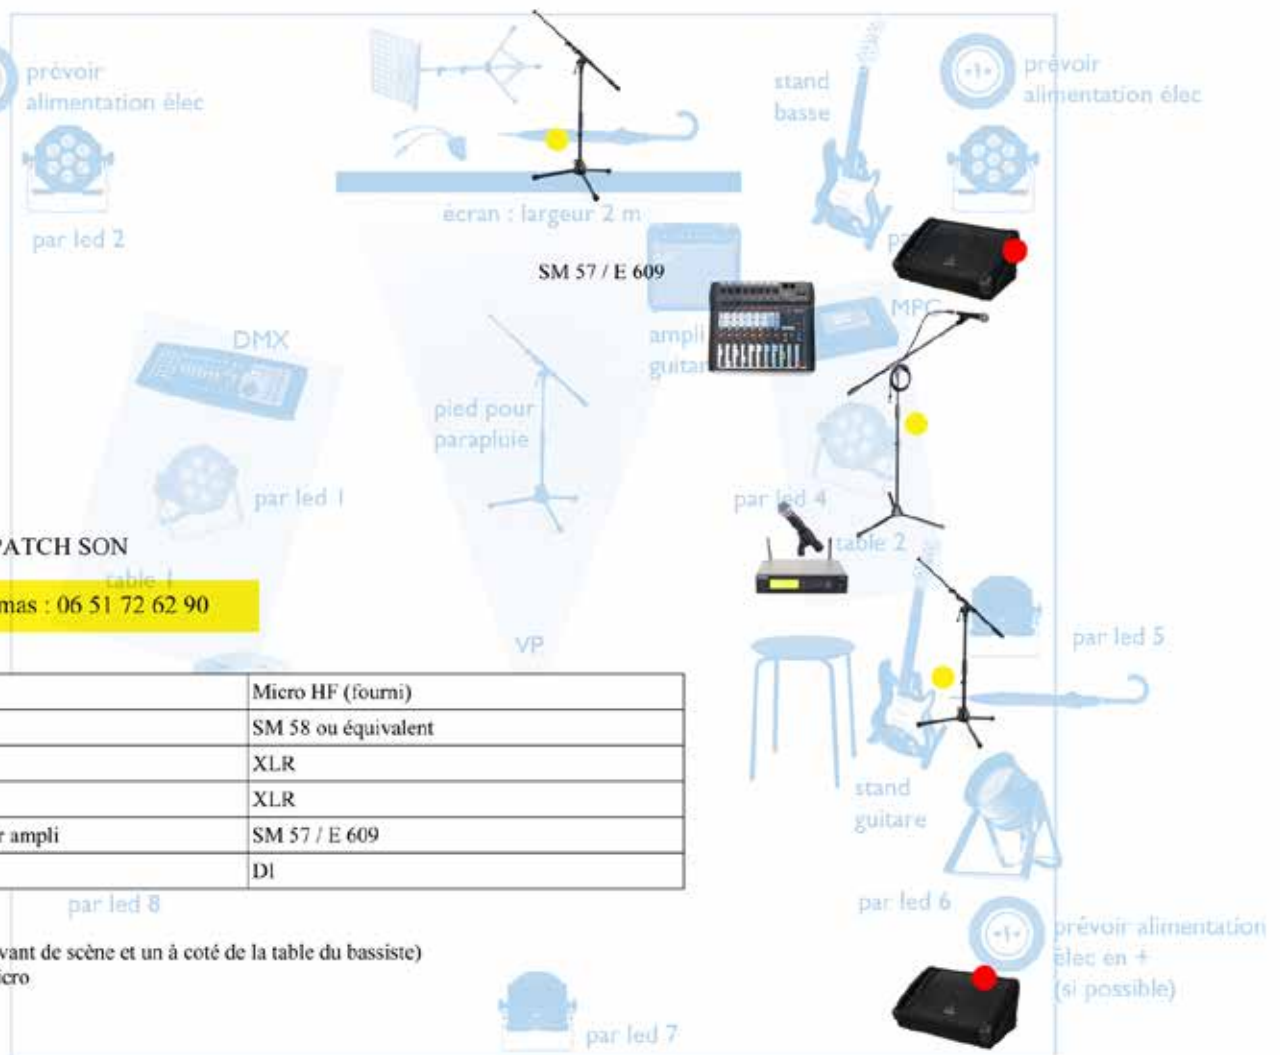 prévoir
alimentation élec
par led 2
stand
basse
prévoir
alimentation élec
écran : largeur 2 m
SM 57 / E 609
DMX
ampli
guitar
MPC
pied pour
parapluie
par led 1
par led 4
table 2
PATCH SON
table 1
mas : 06 51 72 62 90
VP
par led 5
Micro HF (fourni)
SM 58 ou équivalent
XLR
XLR
r ampli SM 57 / E 609
DI
stand
guitare
par led 8
par led 6
prévoir alimentation
élec en +
(si possible)
vant de scène et un à coté de la table du bassiste)
icro
par led 7